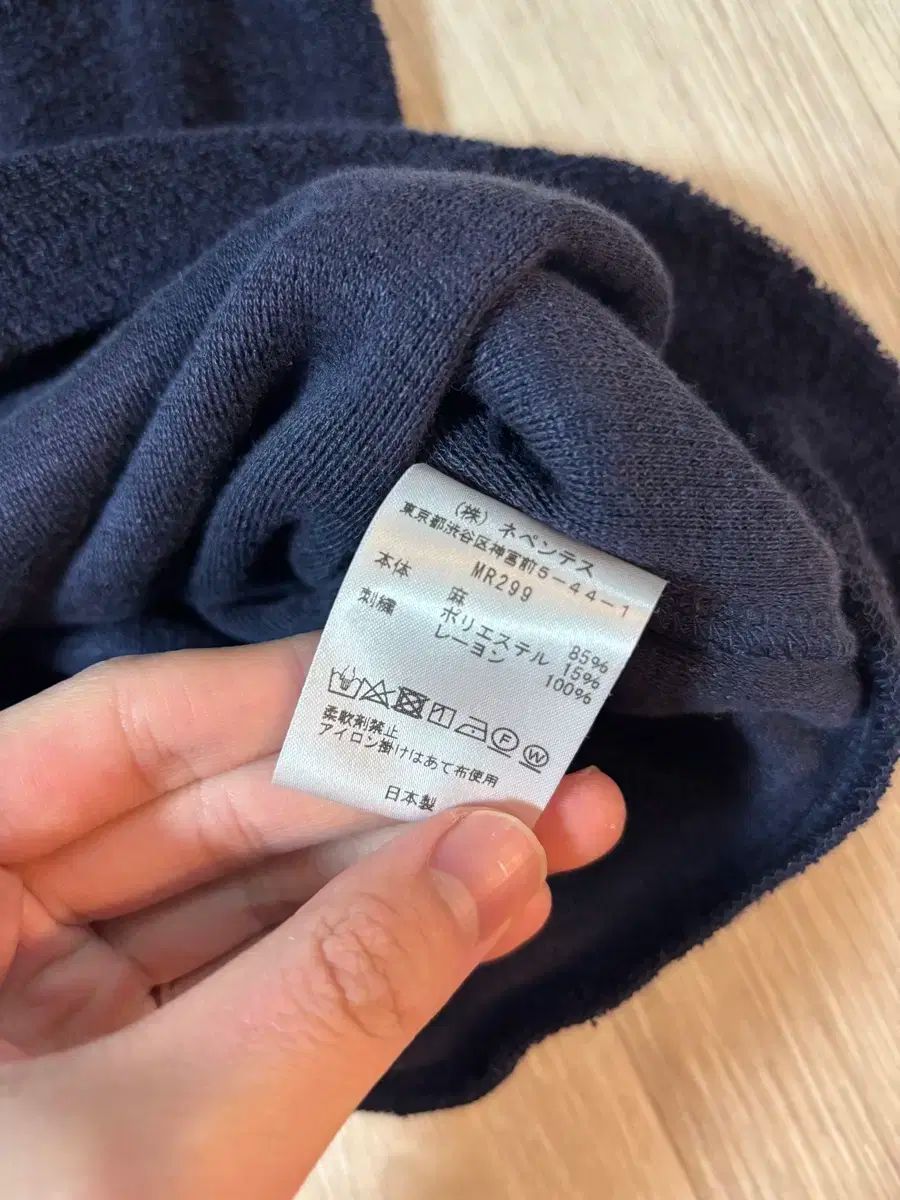 (株) ネペンテス
東京都渋谷区神宮前5-44-1
MR299
本体 麻 85%
ポリエステル 15%
刺繍 レーヨン 100%
F W
柔軟剤禁止
アイロン掛けはあて布使用
日本製